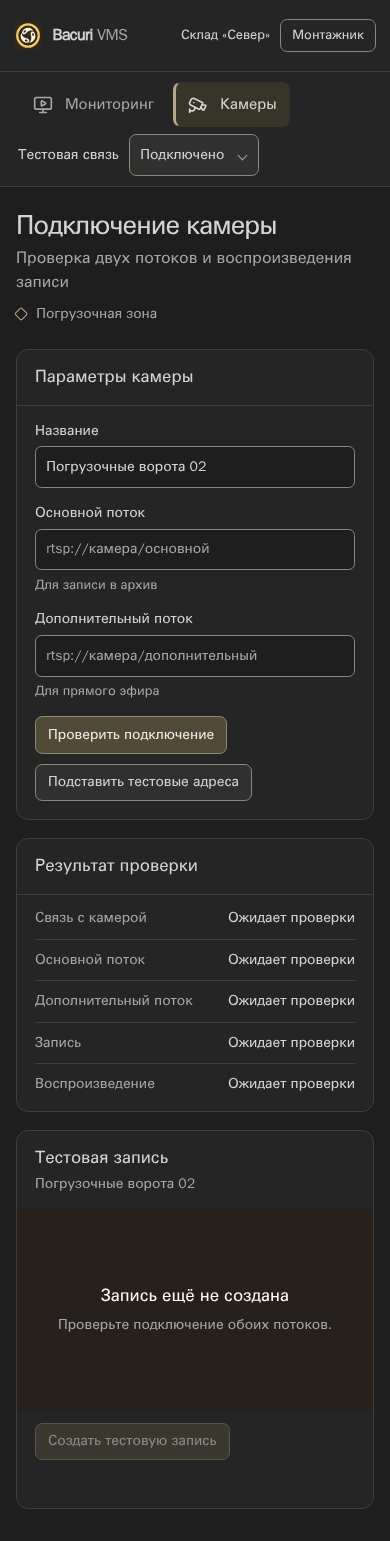 Bacuri VMS
Склад «Север»
Монтажник
Мониторинг
Камеры
Тестовая связь
Подключено
Подключение камеры
Проверка двух потоков и воспроизведения
записи
Погрузочная зона
Параметры камеры
Название
Погрузочные ворота 02
Основной поток
rtsp://камера/основной
Для записи в архив
Дополнительный поток
rtsp://камера/дополнительный
Для прямого эфира
Проверить подключение
Подставить тестовые адреса
Результат проверки
Связь с камерой Ожидает проверки
Основной поток Ожидает проверки
Дополнительный поток Ожидает проверки
Запись Ожидает проверки
Воспроизведение Ожидает проверки
Тестовая запись
Погрузочные ворота 02
Запись ещё не создана
Проверьте подключение обоих потоков.
Создать тестовую запись